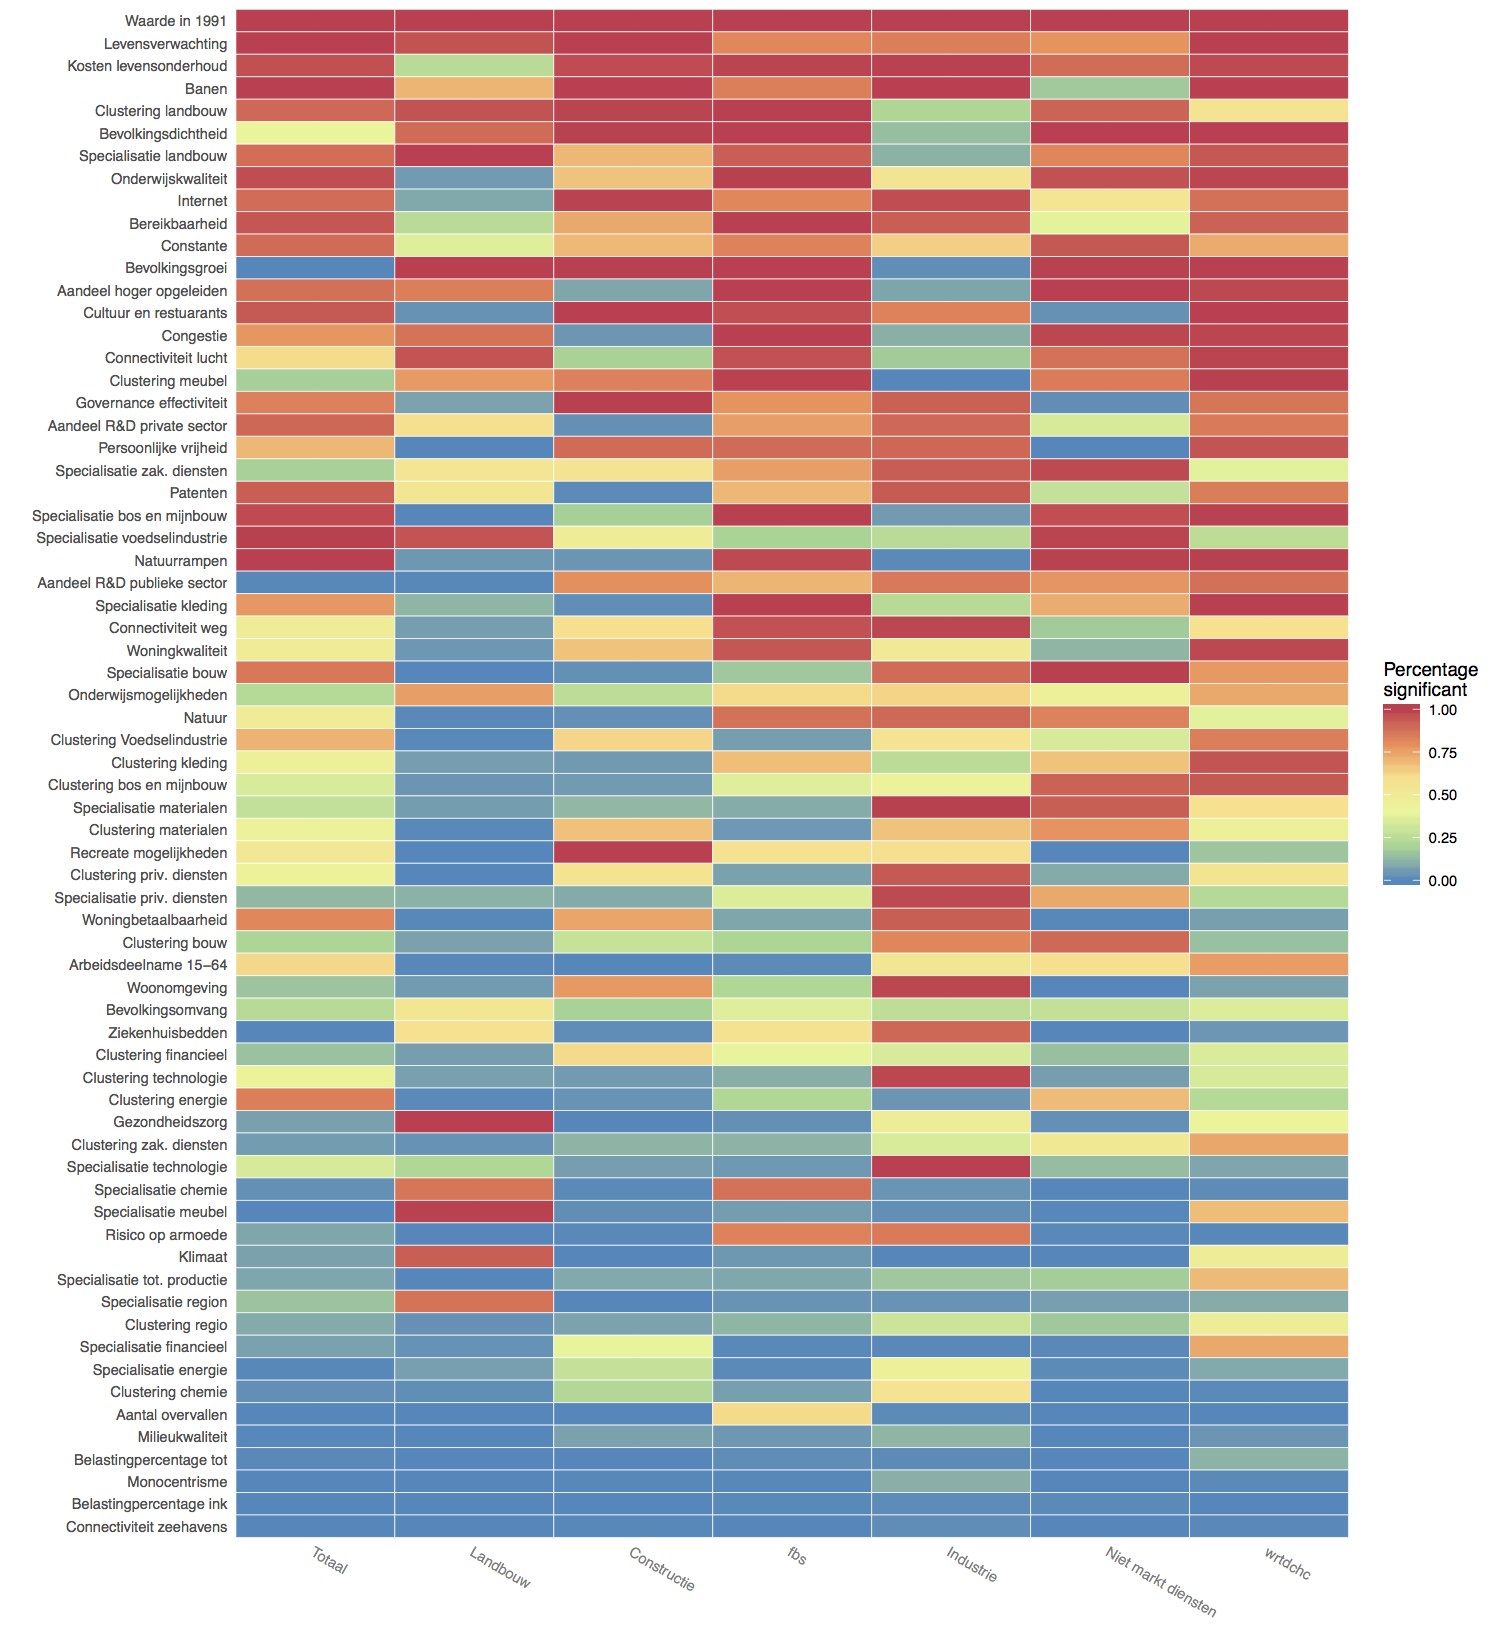 Waarde in 1991
Levensverwachting
Kosten levensonderhoud
Banen
Clustering landbouw
Bevolkingsdichtheid
Specialisatie landbouw
Onderwijskwaliteit
Internet
Bereikbaarheid
Constante
Bevolkingsgroei
Aandeel hoger opgeleiden
Cultuur en restuarants
Congestie
Connectiviteit lucht
Clustering meubel
Governance effectiviteit
Aandeel R&D private sector
Persoonlijke vrijheid
Specialisatie zak. diensten
Patenten
Specialisatie bos en mijnbouw
Specialisatie voedselindustrie
Natuurrampen
Aandeel R&D publieke sector
Specialisatie kleding
Connectiviteit weg
Woningkwaliteit
Specialisatie bouw
Onderwijsmogelijkheden
Natuur
Clustering Voedselindustrie
Clustering kleding
Clustering bos en mijnbouw
Specialisatie materialen
Clustering materialen
Recreate mogelijkheden
Clustering priv. diensten
Specialisatie priv. diensten
Woningbetaalbaarheid
Clustering bouw
Arbeidsdeelname 15–64
Woonomgeving
Bevolkingsomvang
Ziekenhuisbedden
Clustering financieel
Clustering technologie
Clustering energie
Gezondheidszorg
Clustering zak. diensten
Specialisatie technologie
Specialisatie chemie
Specialisatie meubel
Risico op armoede
Klimaat
Specialisatie tot. productie
Specialisatie region
Clustering regio
Specialisatie financieel
Specialisatie energie
Clustering chemie
Aantal overvallen
Milieukwaliteit
Belastingpercentage tot
Monocentrisme
Belastingpercentage ink
Connectiviteit zeehavens
Totaal
Landbouw
Constructie
fbs
Industrie
Niet markt diensten
wrtdchc
Percentage
significant
1.00
0.75
0.50
0.25
0.00